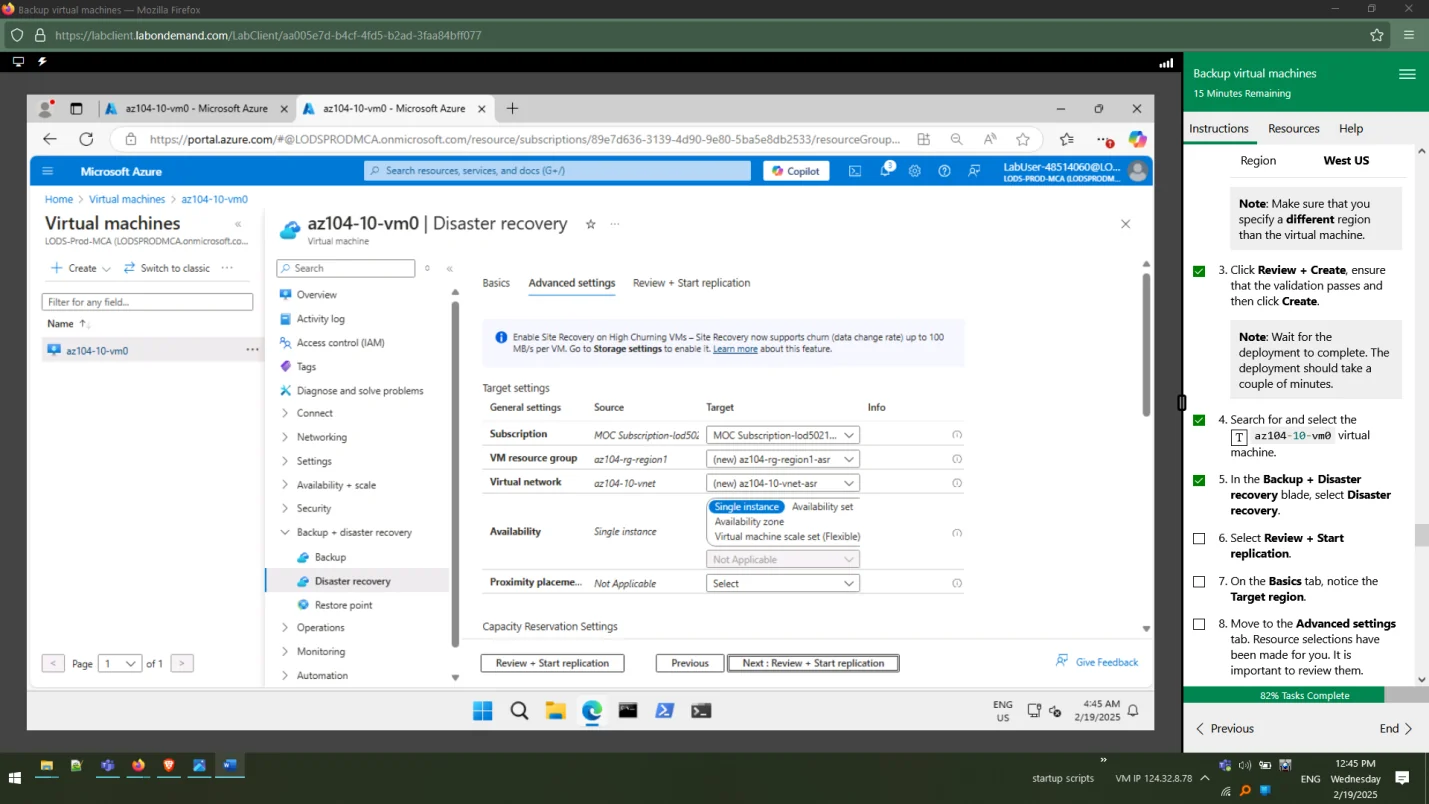 Backup virtual machines — Mozilla Firefox
https://labclient.labondemand.com/LabClient/aa005e7d-b4cf-4fd5-b2ad-3faa84bff077
az104-10-vm0 - Microsoft Azure
az104-10-vm0 - Microsoft Azure
https://portal.azure.com/#@LODSPRODMCA.onmicrosoft.com/resource/subscriptions/89e7d636-3139-4d90-9e80-5ba5e8db2533/resourceGroup...
Microsoft Azure
Search resources, services, and docs (G+/)
Copilot
3
LabUser-48514060@LO...
LODS-PROD-MCA (LODSPRODM...
Home > Virtual machines > az104-10-vm0
Virtual machines
LODS-Prod-MCA (LODSPRODMCA.onmicrosoft.co...
Create
Switch to classic
Filter for any field...
Name ↑
az104-10-vm0
Page 1 of 1
az104-10-vm0 | Disaster recovery
Virtual machine
Search
Overview
Activity log
Access control (IAM)
Tags
Diagnose and solve problems
Connect
Networking
Settings
Availability + scale
Security
Backup + disaster recovery
Backup
Disaster recovery
Restore point
Operations
Monitoring
Automation
Basics
Advanced settings
Review + Start replication
Enable Site Recovery on High Churning VMs – Site Recovery now supports churn (data change rate) up to 100
MB/s per VM. Go to Storage settings to enable it. Learn more about this feature.
Target settings
General settings Source Target Info
Subscription MOC Subscription-lod502 MOC Subscription-lod5021...
VM resource group az104-rg-region1 (new) az104-rg-region1-asr
Virtual network az104-10-vnet (new) az104-10-vnet-asr
Availability Single instance
Single instance Availability set
Availability zone
Virtual machine scale set (Flexible)
Not Applicable
Proximity placeme... Not Applicable Select
Capacity Reservation Settings
Review + Start replication
Previous
Next : Review + Start replication
Give Feedback
ENG
US
4:45 AM
2/19/2025
Backup virtual machines
15 Minutes Remaining
Instructions Resources Help
Region West US
Note: Make sure that you
specify a different region
than the virtual machine.
3. Click Review + Create, ensure
that the validation passes and
then click Create.
Note: Wait for the
deployment to complete. The
deployment should take a
couple of minutes.
4. Search for and select the
T az104-10-vm0 virtual
machine.
5. In the Backup + Disaster
recovery blade, select Disaster
recovery.
6. Select Review + Start
replication.
7. On the Basics tab, notice the
Target region.
8. Move to the Advanced settings
tab. Resource selections have
been made for you. It is
important to review them.
82% Tasks Complete
Previous
End
startup scripts
VM IP 124.32.8.78
ENG
12:45 PM
Wednesday
2/19/2025